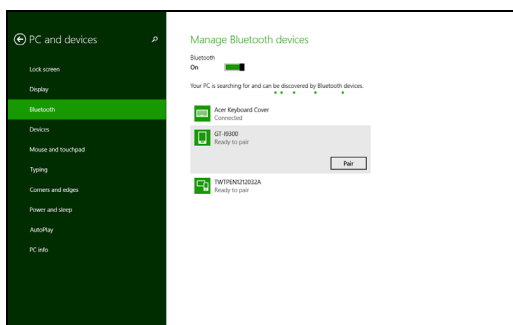 PC and devices
Lock screen
Display
Bluetooth
Devices
Mouse and touchpad
Typing
Corners and edges
Power and sleep
AutoPlay
PC info
Manage Bluetooth devices
Bluetooth
On
Your PC is searching for and can be discovered by Bluetooth devices.
Acer Keyboard Cover
Connected
GT-I9300
Ready to pair
Pair
TWTPEN1212032A
Ready to pair